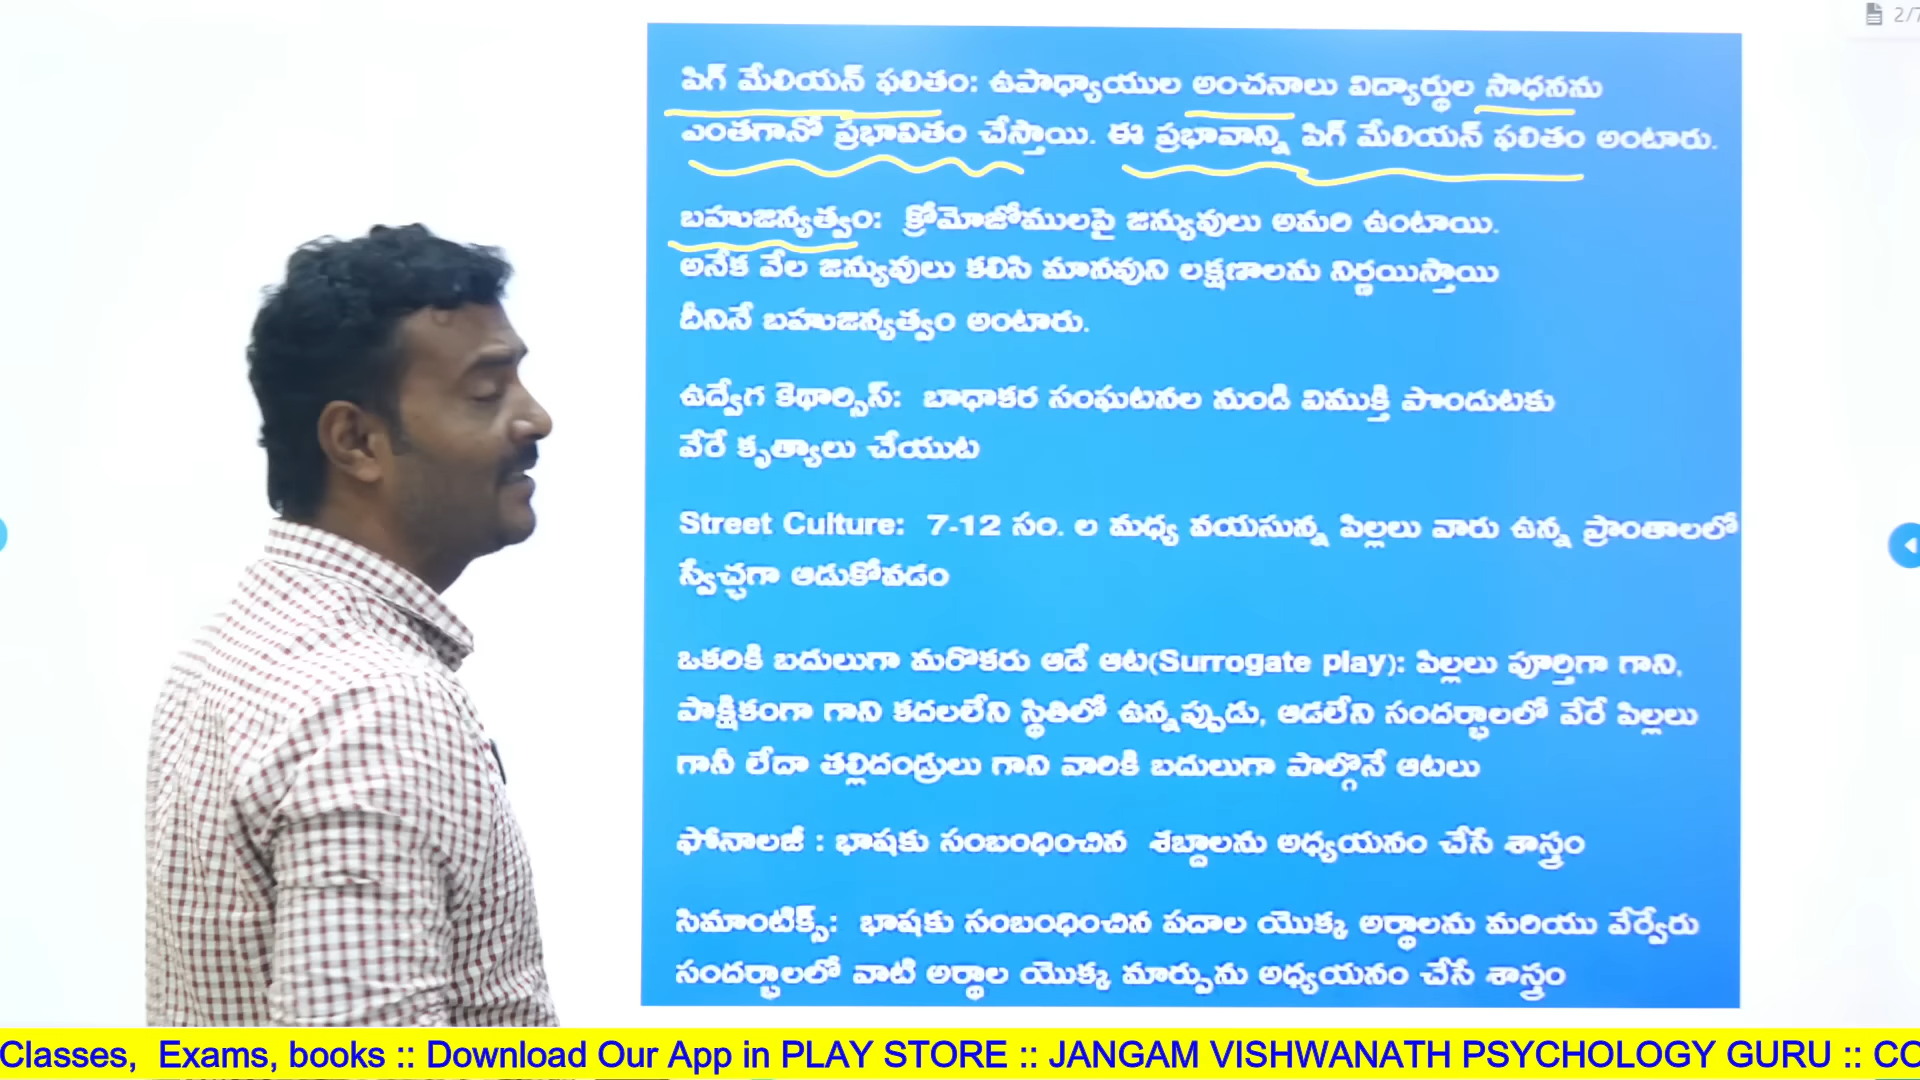 2/7
పిగ్ మేలియన్ ఫలితం: ఉపాధ్యాయుల అంచనాలు విద్యార్థుల సాధనను
ఎంతగానో ప్రభావితం చేస్తాయి. ఈ ప్రభావాన్ని పిగ్ మేలియన్ ఫలితం అంటారు.
బహుజన్యత్వం: క్రోమోజోములపై జన్యువులు అమరి ఉంటాయి.
అనేక వేల జన్యువులు కలిసి మానవుని లక్షణాలను నిర్ణయిస్తాయి
దీనినే బహుజన్యత్వం అంటారు.
ఉద్వేగ కెథార్సిస్: బాధాకర సంఘటనల నుండి విముక్తి పొందుటకు
వేరే కృత్యాలు చేయుట
Street Culture: 7-12 సం. ల మధ్య వయసున్న పిల్లలు వారు ఉన్న ప్రాంతాలలో
స్వేచ్ఛగా ఆడుకోవడం
ఒకరికి బదులుగా మరొకరు ఆడే ఆట(Surrogate play): పిల్లలు పూర్తిగా గాని,
పాక్షికంగా గాని కదలలేని స్థితిలో ఉన్నప్పుడు, ఆడలేని సందర్భాలలో వేరే పిల్లలు
గానీ లేదా తల్లిదండ్రులు గాని వారికి బదులుగా పాల్గొనే ఆటలు
ఫోనాలజీ : భాషకు సంబంధించిన శబ్దాలను అధ్యయనం చేసే శాస్త్రం
సిమాంటిక్స్: భాషకు సంబంధించిన పదాల యొక్క అర్థాలను మరియు వేర్వేరు
సందర్భాలలో వాటి అర్థాల యొక్క మార్పును అధ్యయనం చేసే శాస్త్రం
Classes, Exams, books :: Download Our App in PLAY STORE :: JANGAM VISHWANATH PSYCHOLOGY GURU :: CO